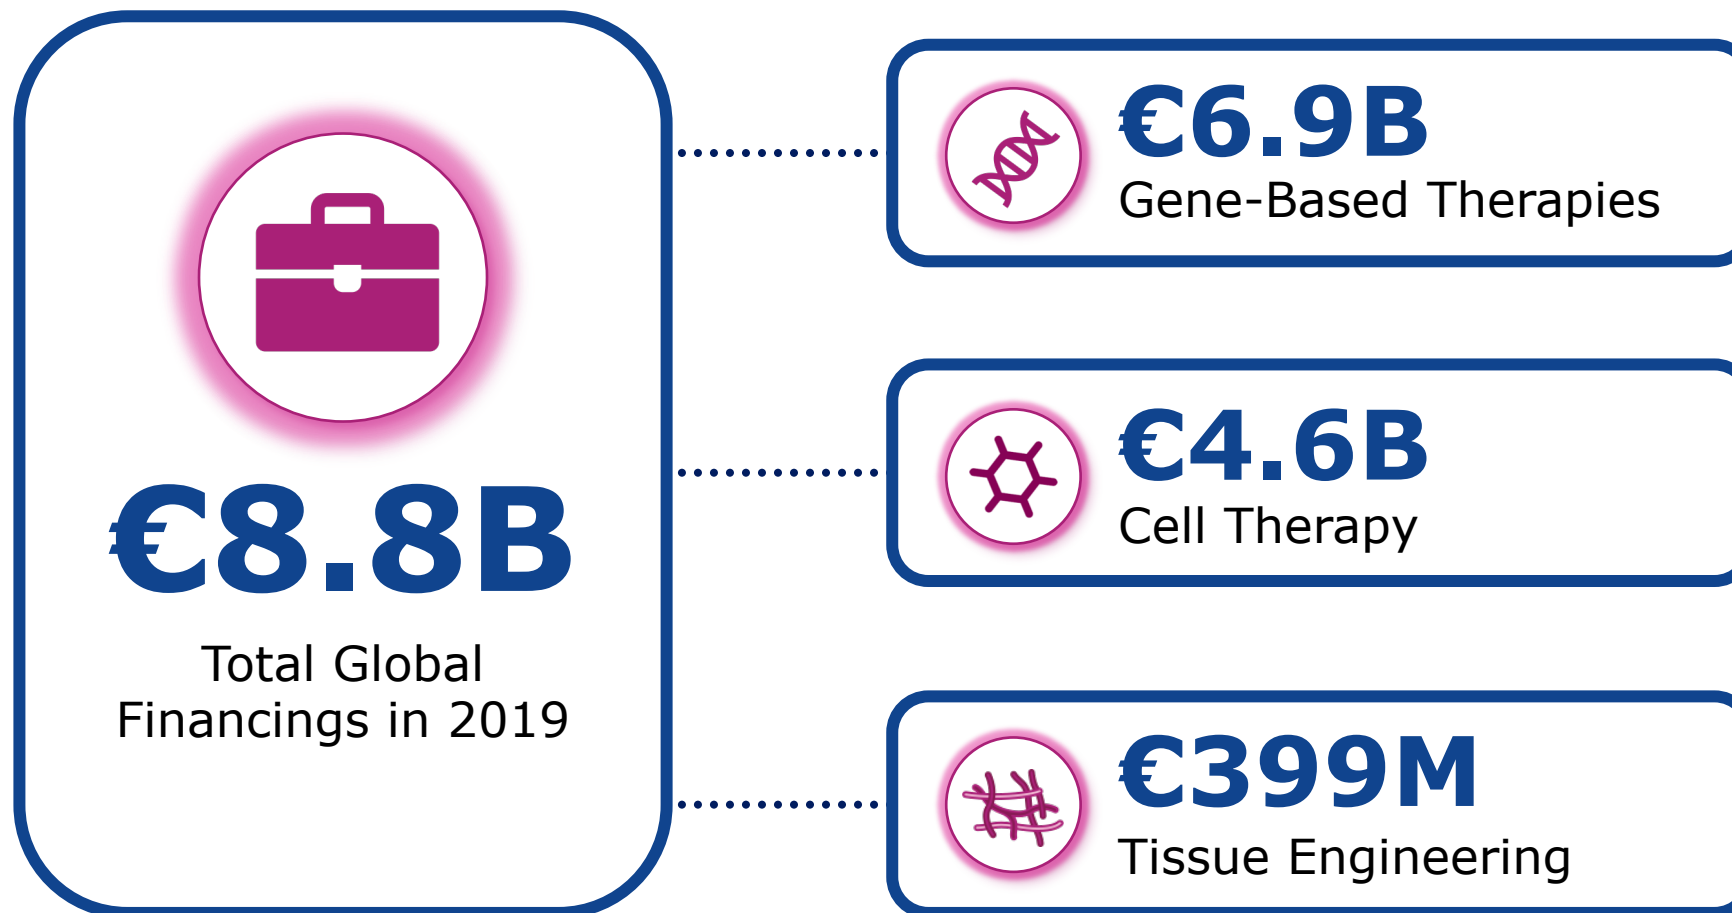 €8.8B
Total Global
Financings in 2019
€6.9B
Gene-Based Therapies
€4.6B
Cell Therapy
€399M
Tissue Engineering